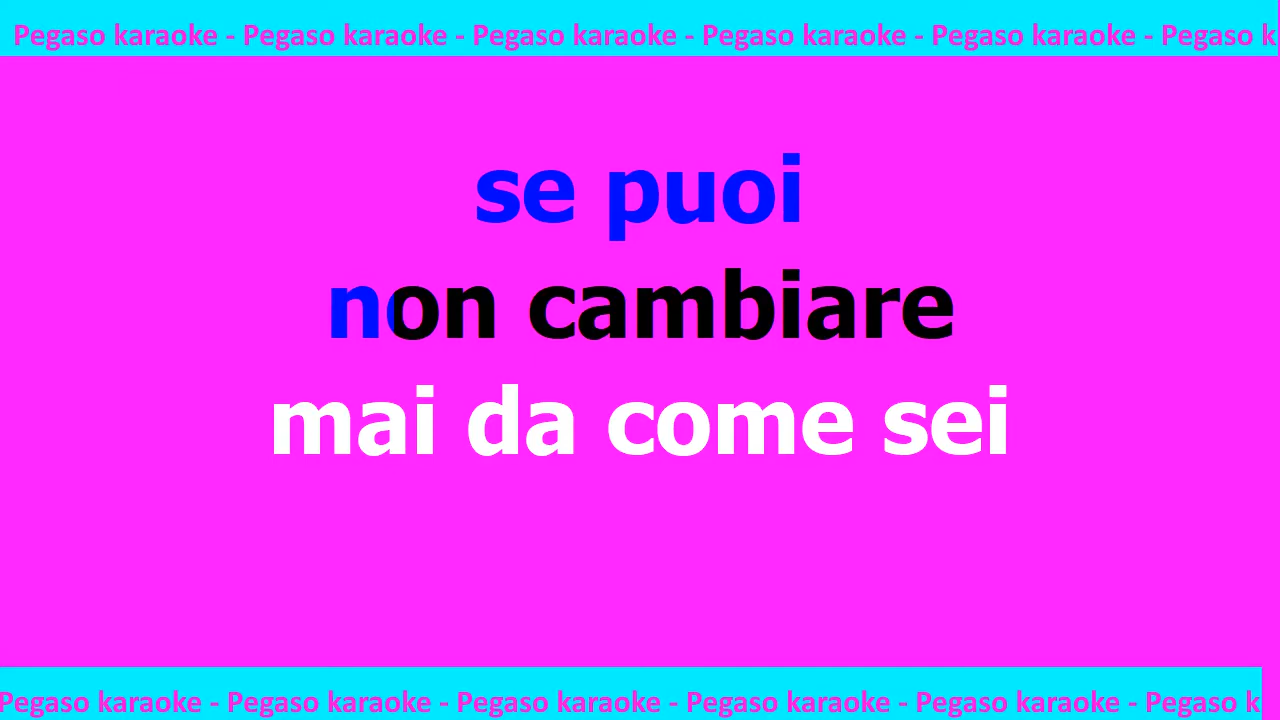 Pegaso karaoke - Pegaso karaoke - Pegaso karaoke - Pegaso karaoke - Pegaso karaoke - Pegaso k
se puoi
non cambiare
mai da come sei
Pegaso karaoke - Pegaso karaoke - Pegaso karaoke - Pegaso karaoke - Pegaso karaoke - Pegaso k